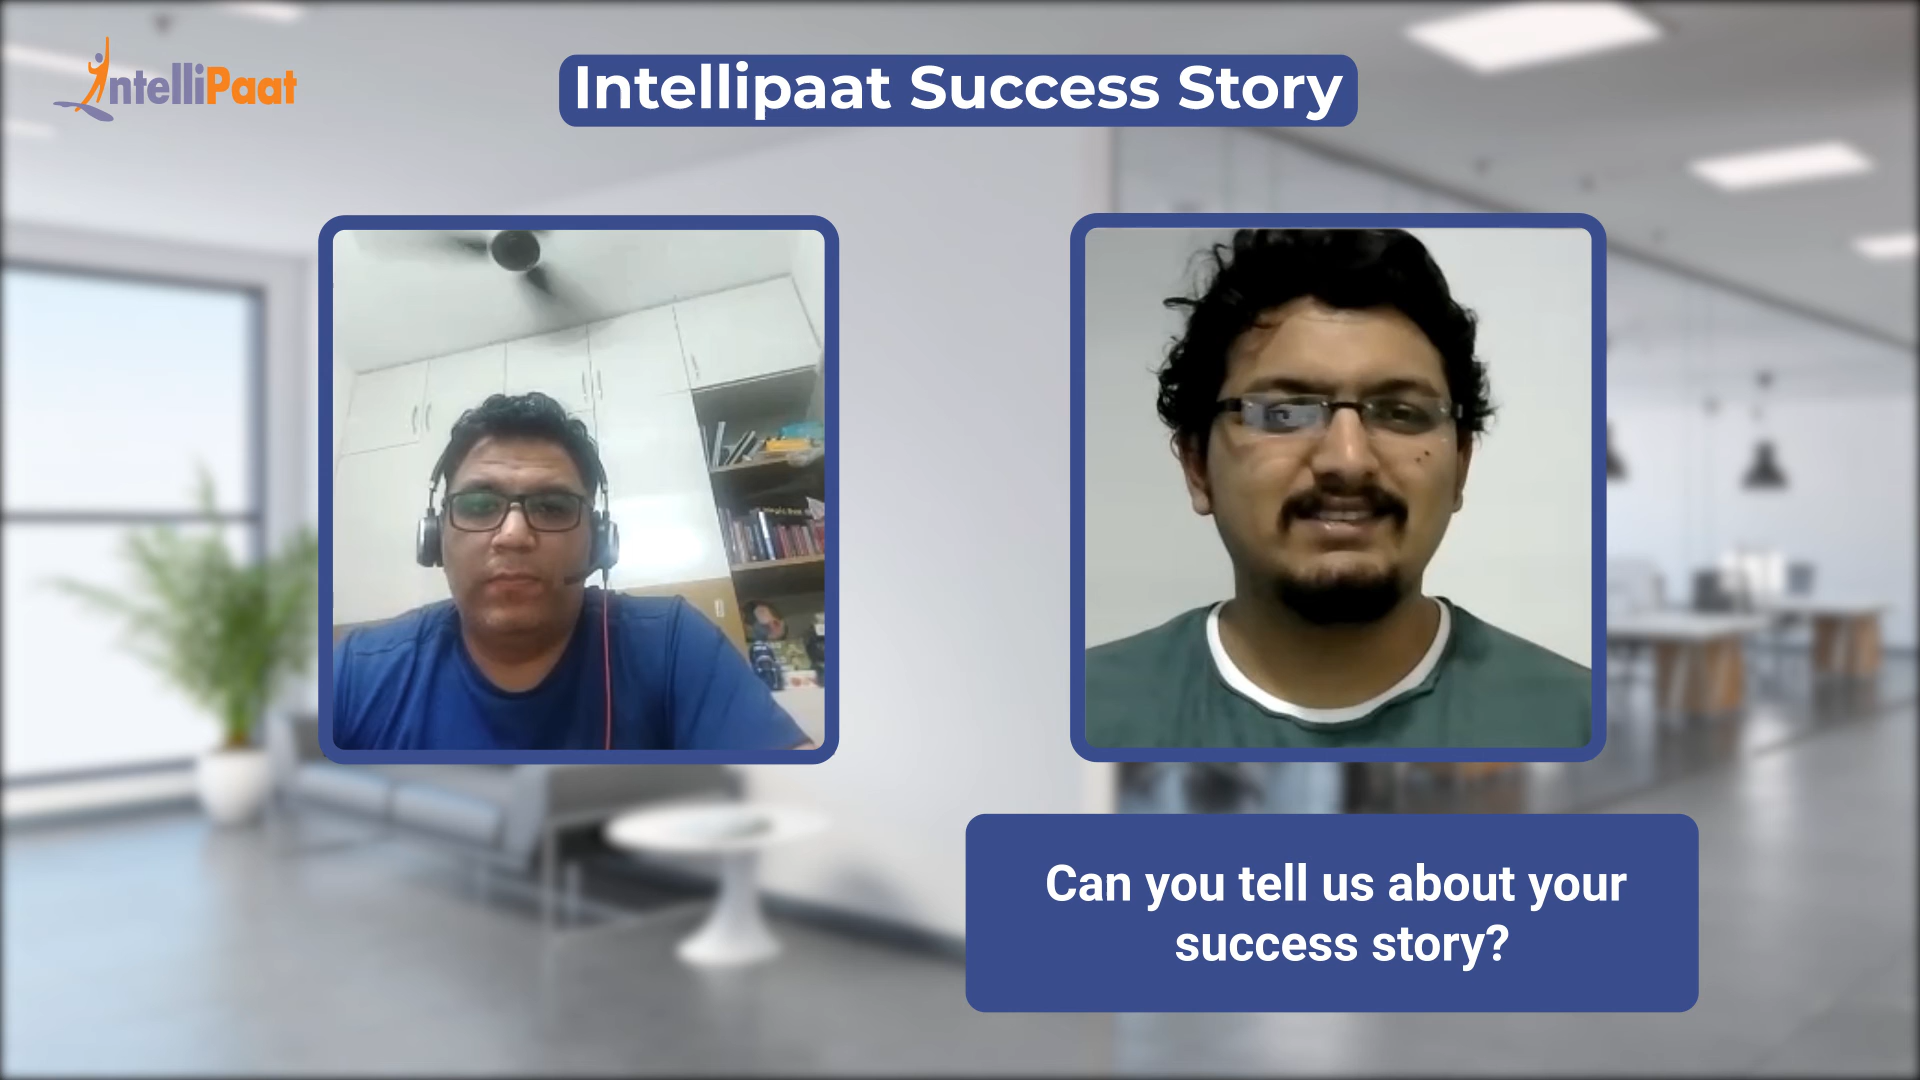 IntelliPaat
Intellipaat Success Story
Can you tell us about your
success story?